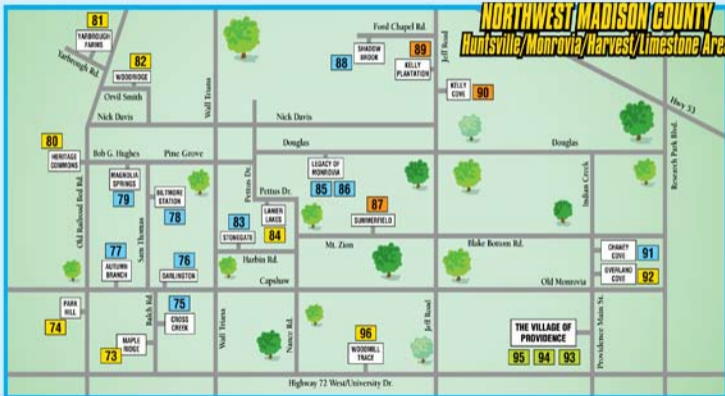 NORTHWEST MADISON COUNTY
Huntsville/Monrovia/Harvest/Limestone Area
81
YARBROUGH
FARMS
Yarbrough Rd.
82
WOODRIDGE
Orvil Smith
Wall Triana
Ford Chapel Rd.
88
SHADOW
BROOK
89
KELLY
PLANTATION
Jeff Road
KELLY
COVE
90
Hwy 53
Research Park Blvd.
Nick Davis
Nick Davis
80
HERITAGE
COMMONS
Bob G. Hughes
Pine Grove
Douglas
Douglas
Old Railroad Bed Rd.
MAGNOLIA
SPRINGS
79
Sam Thomas
BILTMORE
STATION
78
Pettus Dr.
Pettus Dr.
LEGACY OF
MONROVIA
85 86
87
SUMMERFIELD
Indian Creek
83
STONEGATE
LANIER
LAKES
84
77
AUTUMN
BRANCH
76
DARLINGTON
Harbin Rd.
Capshaw
Mt. Zion
Blake Bottom Rd.
Old Monrovia
CHANEY
COVE
91
OVERLAND
COVE
92
PARK
HILL
74
Balch Rd.
75
CROSS
CREEK
MAPLE
RIDGE
73
Wall Triana
Nance Rd.
96
WOODMILL
TRACE
Jeff Road
THE VILLAGE OF
PROVIDENCE
95 94 93
Providence Main St.
Highway 72 West/University Dr.